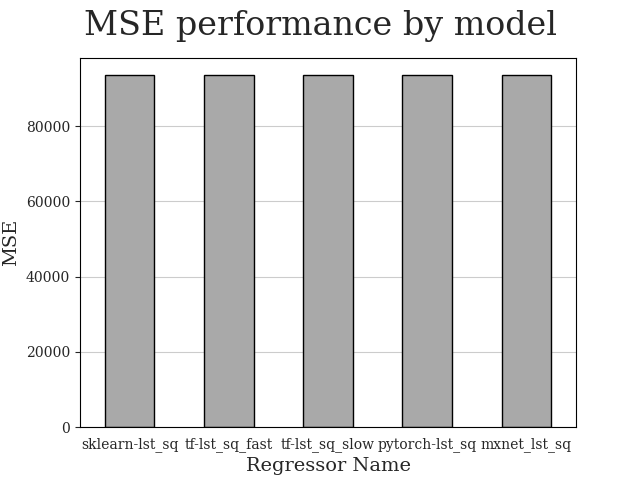 MSE performance by model
MSE
80000
60000
40000
20000
0
sklearn-lst_sq tf-lst_sq_fast tf-lst_sq_slow pytorch-lst_sq mxnet_lst_sq
Regressor Name